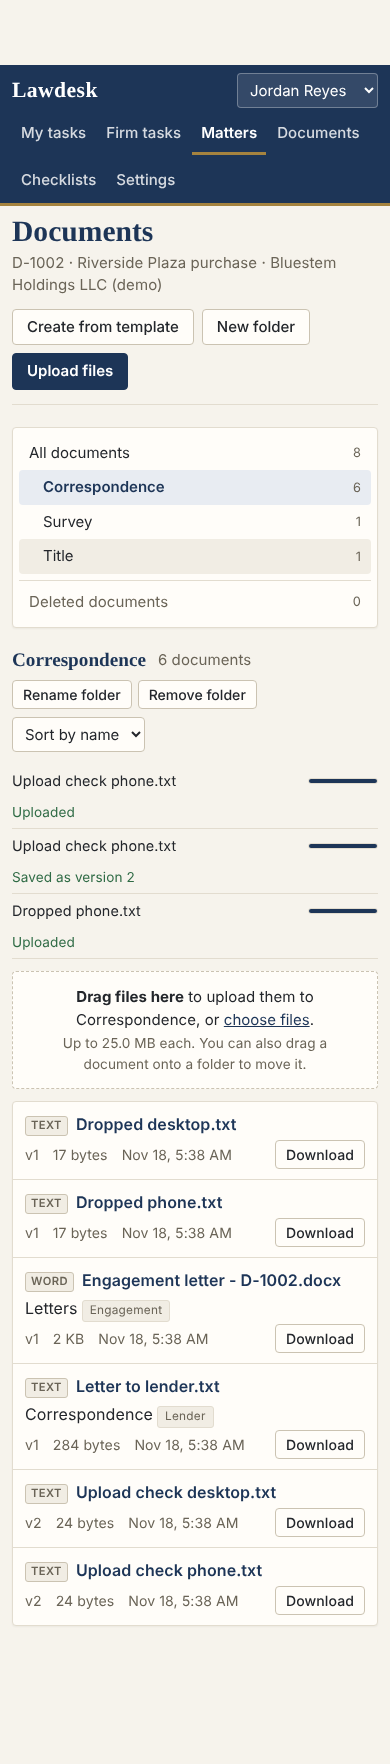 Lawdesk
Jordan Reyes
My tasks Firm tasks Matters Documents
Checklists Settings
Documents
D-1002 · Riverside Plaza purchase · Bluestem
Holdings LLC (demo)
Create from template New folder
Upload files
All documents 8
Correspondence 6
Survey 1
Title 1
Deleted documents 0
Correspondence 6 documents
Rename folder Remove folder
Sort by name
Upload check phone.txt
Uploaded
Upload check phone.txt
Saved as version 2
Dropped phone.txt
Uploaded
Drag files here to upload them to
Correspondence, or choose files.
Up to 25.0 MB each. You can also drag a
document onto a folder to move it.
TEXT Dropped desktop.txt
v1 17 bytes Nov 18, 5:38 AM Download
TEXT Dropped phone.txt
v1 17 bytes Nov 18, 5:38 AM Download
WORD Engagement letter - D-1002.docx
Letters Engagement
v1 2 KB Nov 18, 5:38 AM Download
TEXT Letter to lender.txt
Correspondence Lender
v1 284 bytes Nov 18, 5:38 AM Download
TEXT Upload check desktop.txt
v2 24 bytes Nov 18, 5:38 AM Download
TEXT Upload check phone.txt
v2 24 bytes Nov 18, 5:38 AM Download